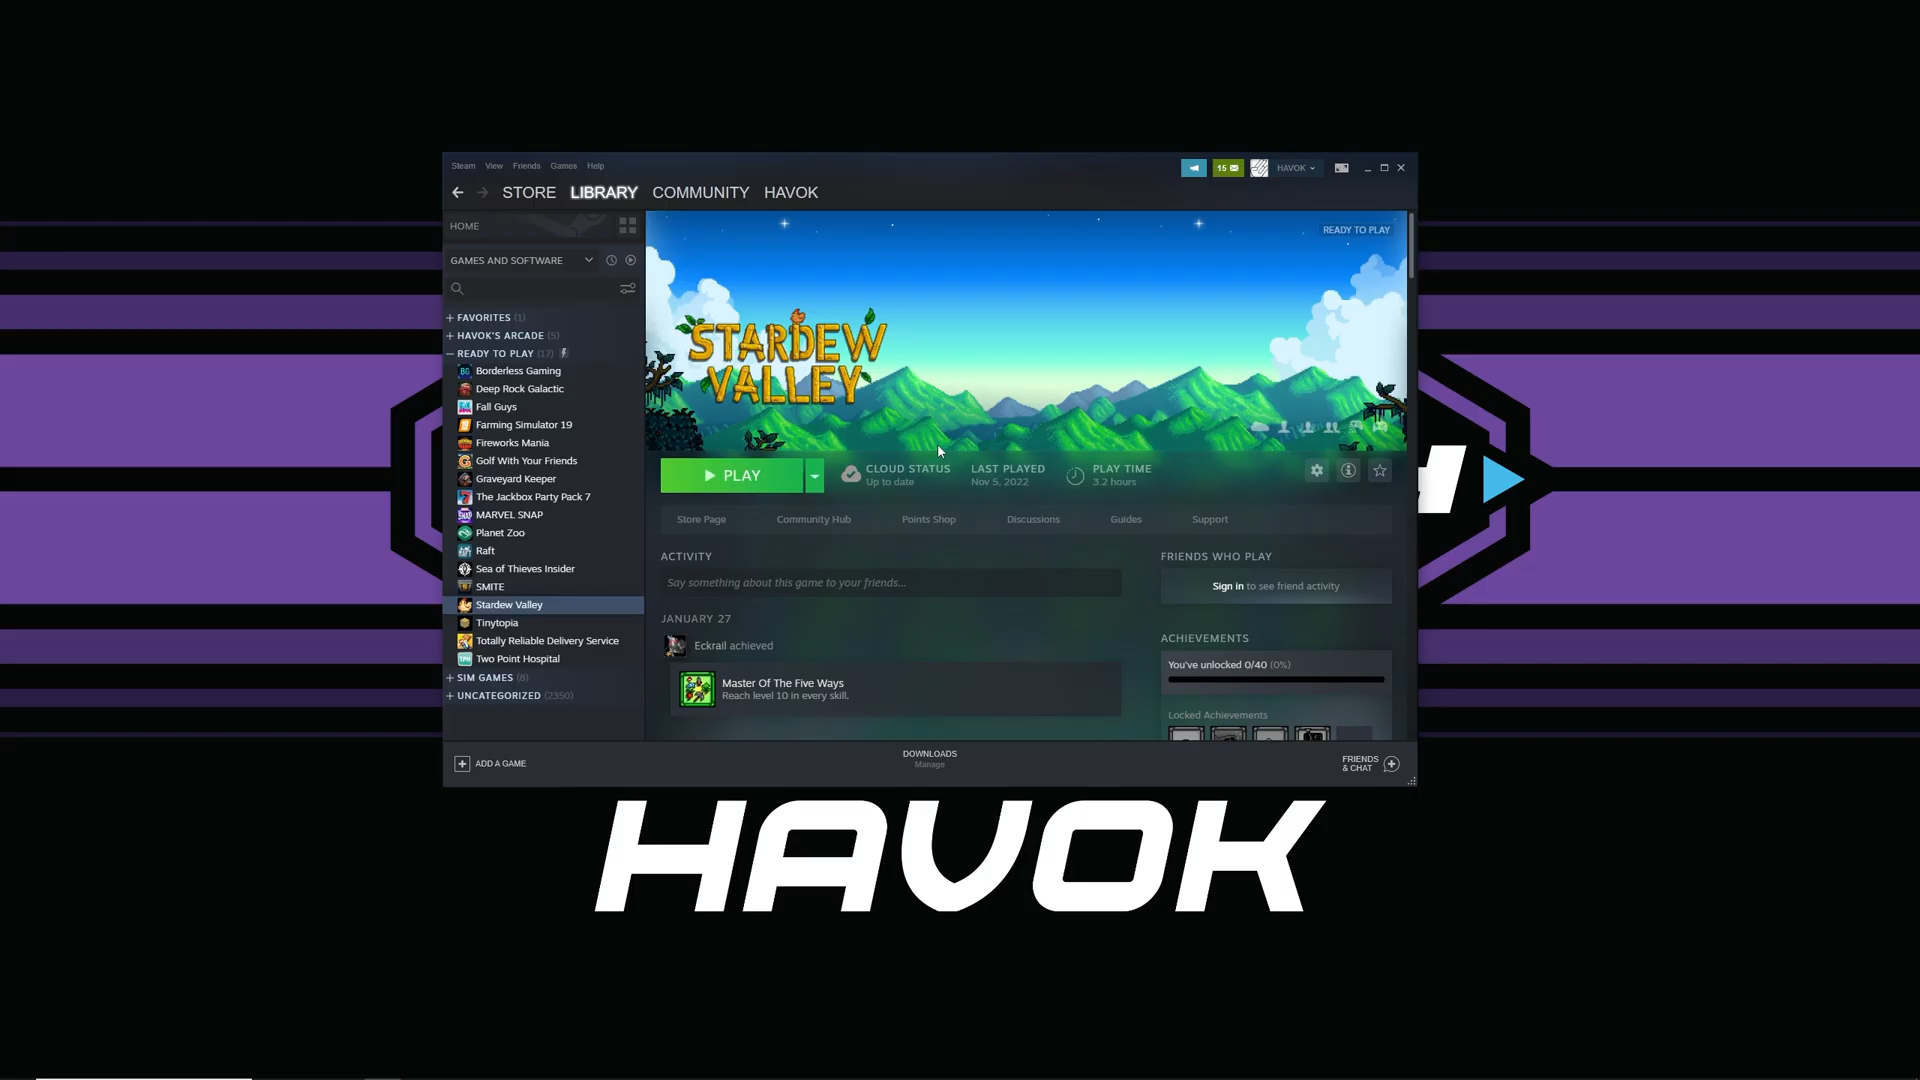 Steam View Friends Games Help
15
HAVOK
STORE LIBRARY COMMUNITY HAVOK
HOME
GAMES AND SOFTWARE
FAVORITES (1)
HAVOK'S ARCADE (5)
READY TO PLAY (17)
BG Borderless Gaming
Deep Rock Galactic
Fall Guys
Farming Simulator 19
Fireworks Mania
Golf With Your Friends
Graveyard Keeper
The Jackbox Party Pack 7
MARVEL SNAP
Planet Zoo
Raft
Sea of Thieves Insider
SMITE
Stardew Valley
Tinytopia
Totally Reliable Delivery Service
Two Point Hospital
SIM GAMES (8)
UNCATEGORIZED (2350)
READY TO PLAY
STARDEW
VALLEY
PLAY
CLOUD STATUS
Up to date
LAST PLAYED
Nov 5, 2022
PLAY TIME
3.2 hours
Store Page Community Hub Points Shop Discussions Guides Support
ACTIVITY
Say something about this game to your friends...
JANUARY 27
Eckrail achieved
Master Of The Five Ways
Reach level 10 in every skill.
FRIENDS WHO PLAY
Sign in to see friend activity
ACHIEVEMENTS
You've unlocked 0/40 (0%)
Locked Achievements
ADD A GAME
DOWNLOADS
Manage
FRIENDS
& CHAT
HAVOK